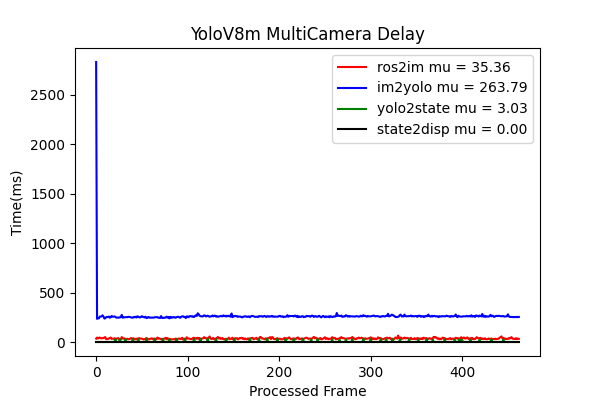 YoloV8m MultiCamera Delay
ros2im mu = 35.36
im2yolo mu = 263.79
yolo2state mu = 3.03
state2disp mu = 0.00
Time(ms)
2500
2000
1500
1000
500
0
0 100 200 300 400
Processed Frame